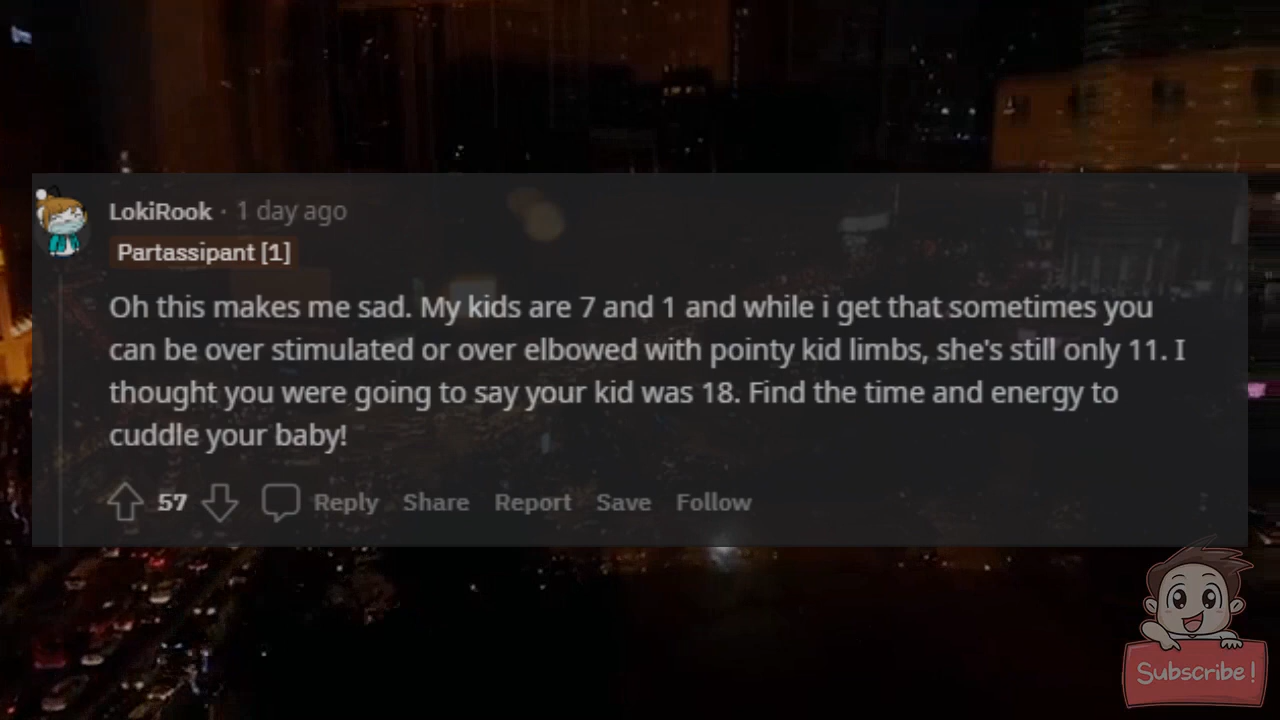 LokiRook · 1 day ago
Partassipant [1]
Oh this makes me sad. My kids are 7 and 1 and while i get that sometimes you
can be over stimulated or over elbowed with pointy kid limbs, she's still only 11. I
thought you were going to say your kid was 18. Find the time and energy to
cuddle your baby!
57 Reply Share Report Save Follow
Subscribe!